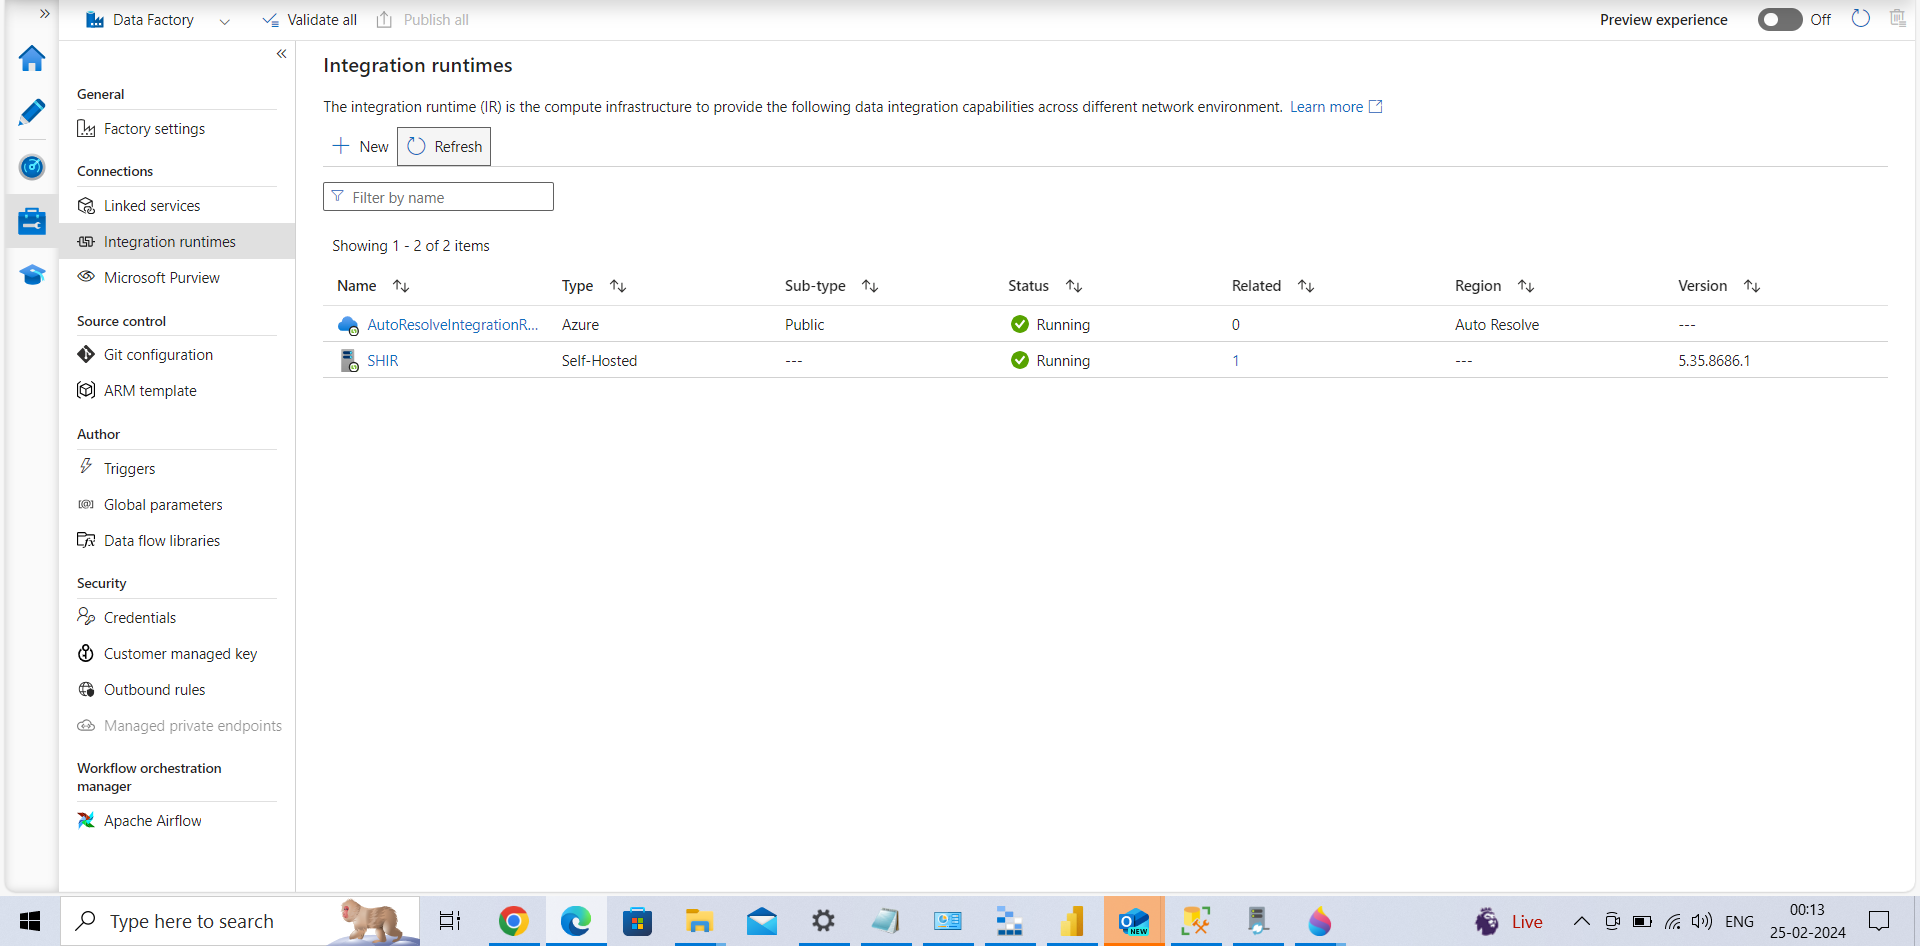 »
Data Factory
Validate all
Publish all
Preview experience
Off
«
General
Factory settings
Connections
Linked services
Integration runtimes
Microsoft Purview
Source control
Git configuration
ARM template
Author
Triggers
Global parameters
Data flow libraries
Security
Credentials
Customer managed key
Outbound rules
Managed private endpoints
Workflow orchestration
manager
Apache Airflow
Integration runtimes
The integration runtime (IR) is the compute infrastructure to provide the following data integration capabilities across different network environment. Learn more
New Refresh
Filter by name
Showing 1 - 2 of 2 items
Name Type Sub-type Status Related Region Version
AutoResolveIntegrationR... Azure Public Running 0 Auto Resolve ---
SHIR Self-Hosted --- Running 1 --- 5.35.8686.1
Type here to search
NEW
Live
ENG
00:13
25-02-2024